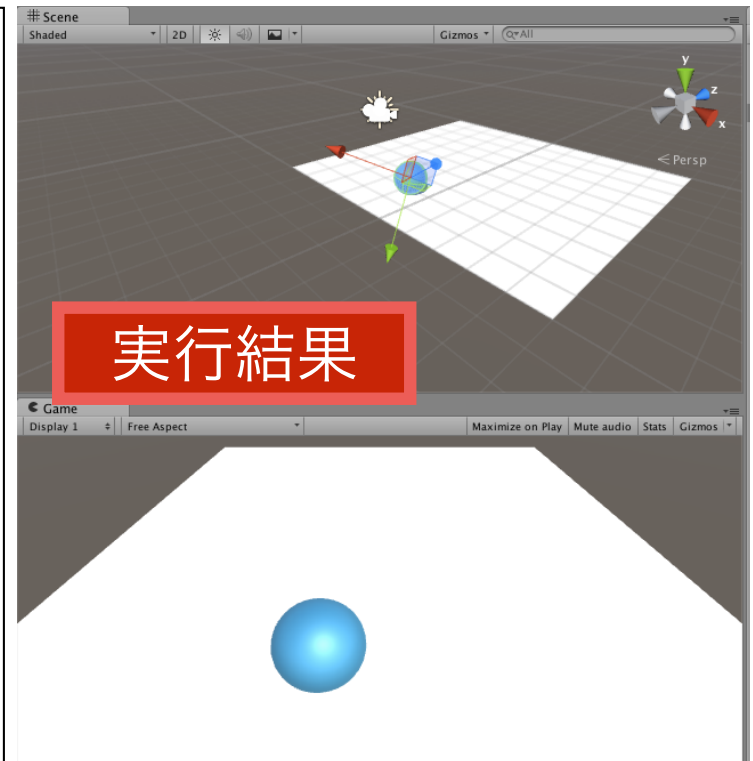 Scene
Shaded 2D Gizmos All
y
z
x
Persp
実行結果
Game
Display 1 Free Aspect Maximize on Play Mute audio Stats Gizmos